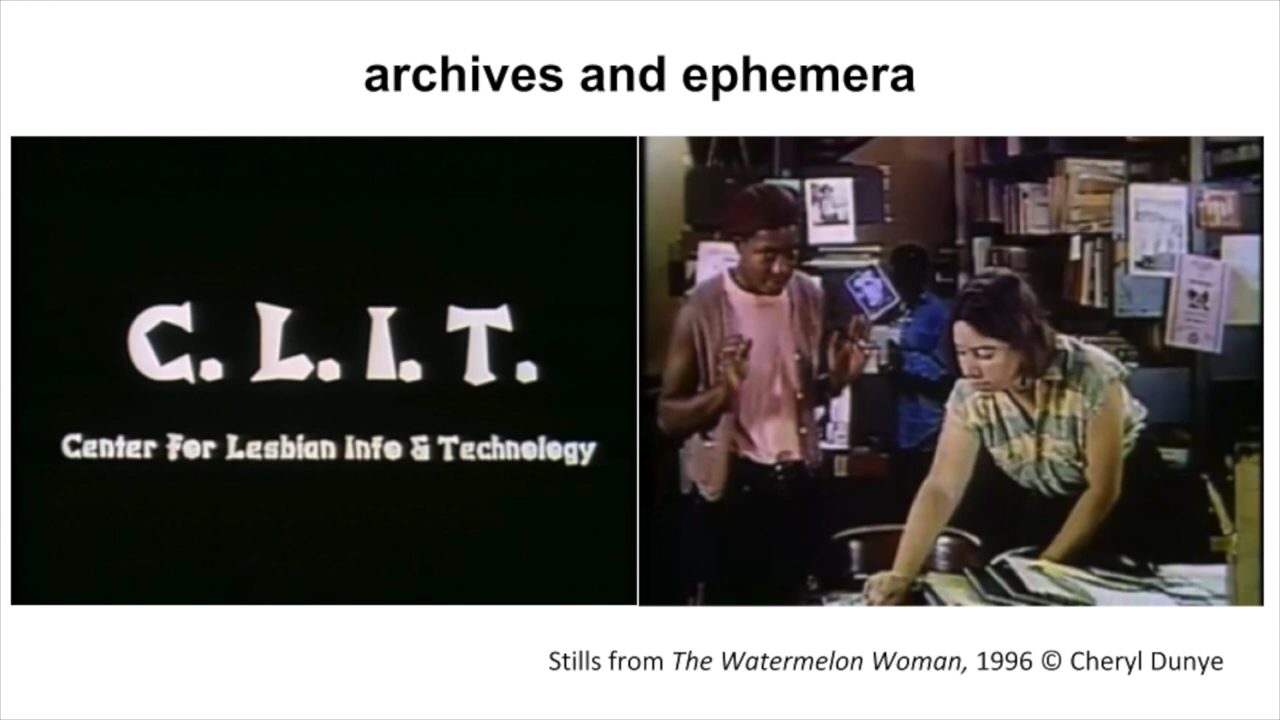 archives and ephemera
C. L. I. T.
Center For Lesbian Info & Technology
Stills from The Watermelon Woman, 1996 © Cheryl Dunye